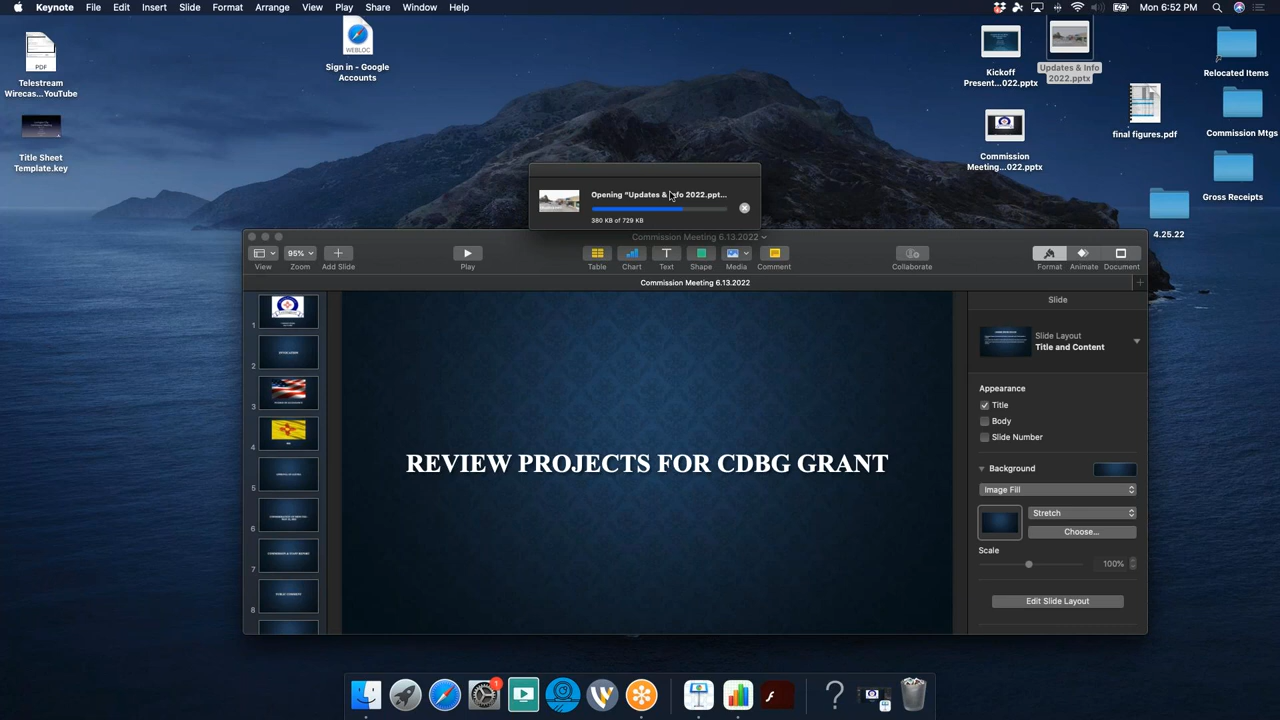 Keynote File Edit Insert Slide Format Arrange View Play Share Window Help
Mon 6:52 PM
PDF
Telestream
Wirecas...YouTube
WEBLOC
Sign in - Google
Accounts
Title Sheet
Template.key
Kickoff
Present...022.pptx
Updates & Info
2022.pptx
Relocated Items
Commission
Meeting...022.pptx
final figures.pdf
Commission Mtgs
Gross Receipts
4.25.22
Opening "Updates & Info 2022.ppt...
380 KB of 729 KB
Commission Meeting 6.13.2022
95%
View Zoom Add Slide Play Table Chart Text Shape Media Comment Collaborate Format Animate Document
Commission Meeting 6.13.2022
1
2
3
4
5
6
7
8
REVIEW PROJECTS FOR CDBG GRANT
Slide
Slide Layout
Title and Content
Appearance
Title
Body
Slide Number
Background
Image Fill
Stretch
Choose...
Scale
100%
Edit Slide Layout
1